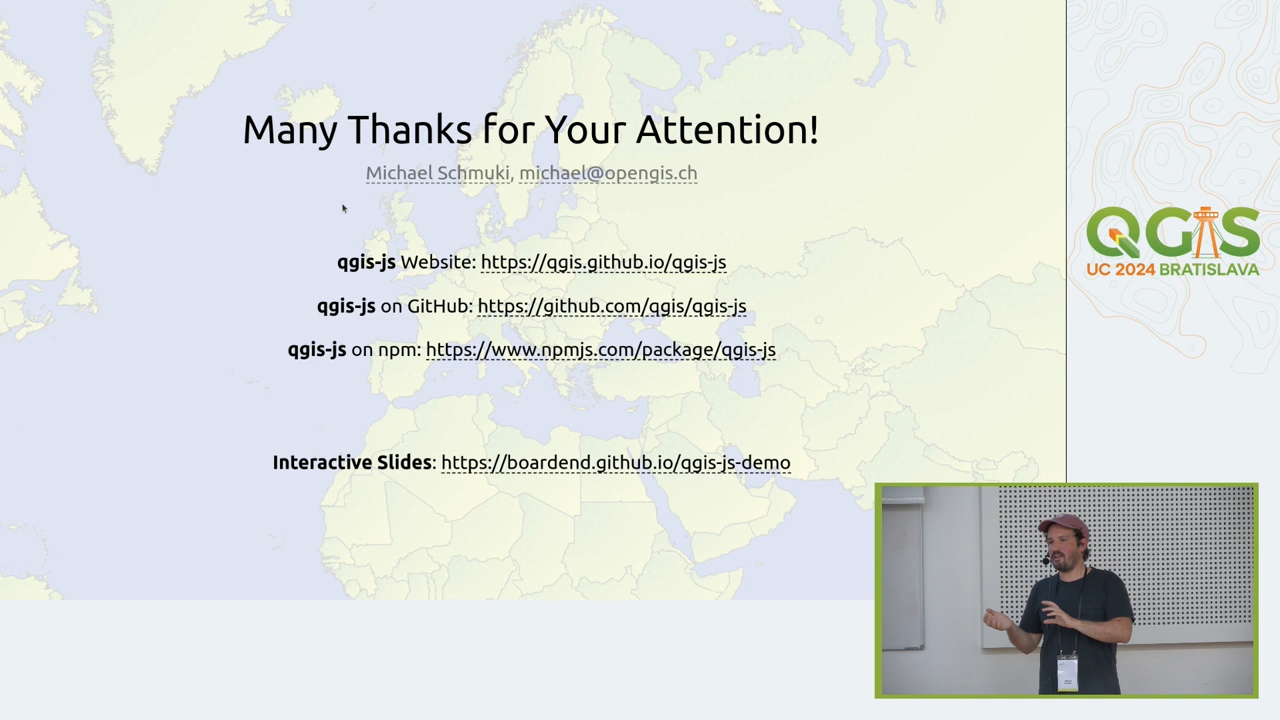 Many Thanks for Your Attention!
Michael Schmuki, michael@opengis.ch
qgis-js Website: https://qgis.github.io/qgis-js
qgis-js on GitHub: https://github.com/qgis/qgis-js
qgis-js on npm: https://www.npmjs.com/package/qgis-js
Interactive Slides: https://boardend.github.io/qgis-js-demo
QGIS
UC 2024 BRATISLAVA